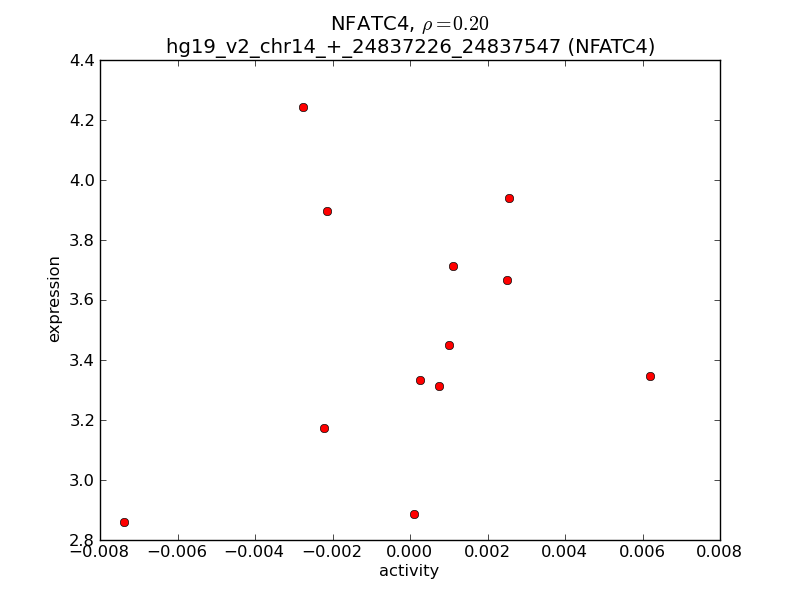 NFATC4, ρ=0.20
hg19_v2_chr14_+_24837226_24837547 (NFATC4)
4.4
4.2
4.0
3.8
3.6
3.4
3.2
3.0
2.8
expression
−0.008 −0.006 −0.004 −0.002 0.000 0.002 0.004 0.006 0.008
activity